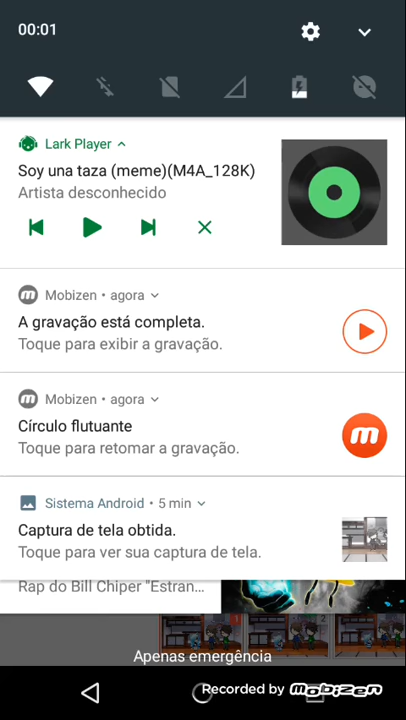 00:01
Lark Player
Soy una taza (meme)(M4A_128K)
Artista desconhecido
Mobizen • agora
A gravação está completa.
Toque para exibir a gravação.
Mobizen • agora
Círculo flutuante
Toque para retomar a gravação.
Sistema Android • 5 min
Captura de tela obtida.
Toque para ver sua captura de tela.
Rap do Bill Chiper "Estran...
1
2
Apenas emergência
Recorded by mobizen